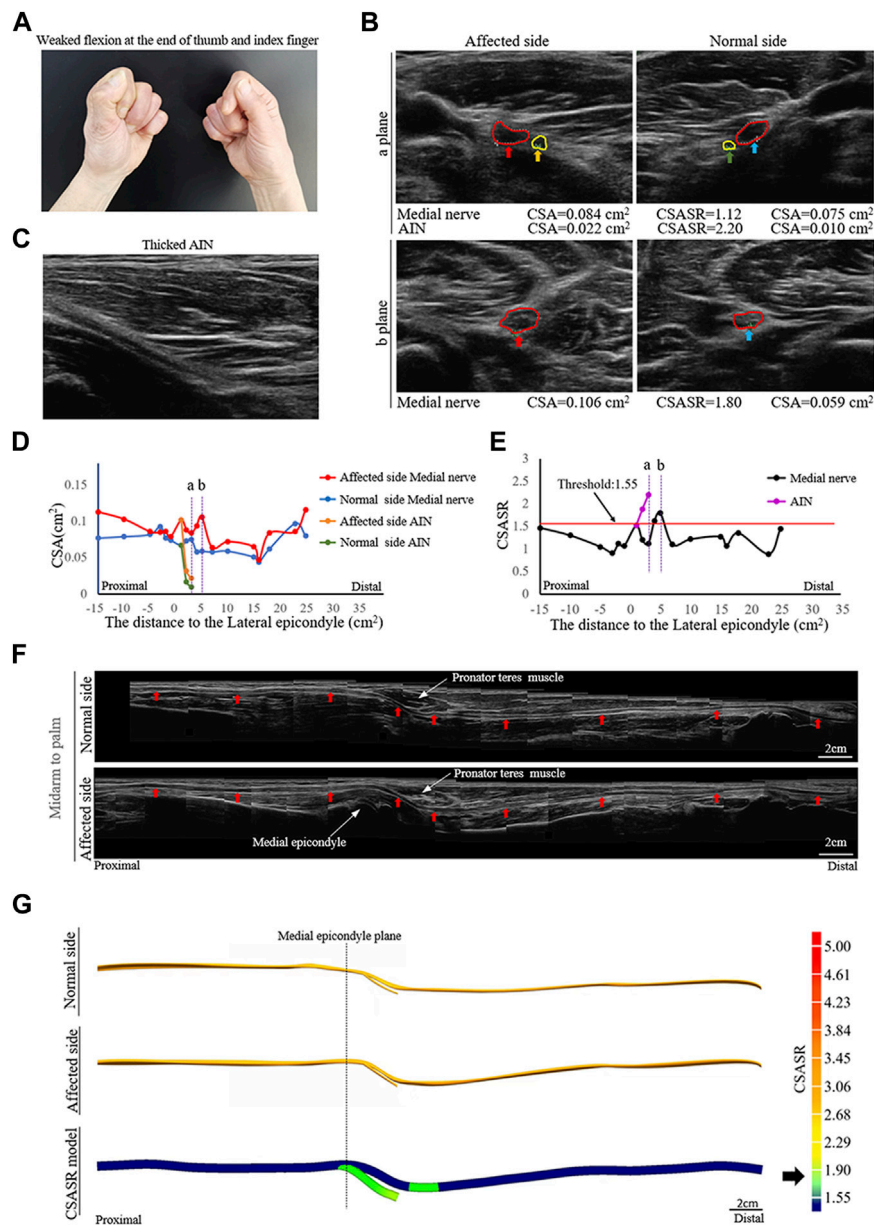 A
Weaked flexion at the end of thumb and index finger
B
Affected side
Normal side
a plane
Medial nerve CSA=0.084 cm² CSASR=1.12 CSA=0.075 cm²
AIN CSA=0.022 cm² CSASR=2.20 CSA=0.010 cm²
C
Thicked AIN
b plane
Medial nerve CSA=0.106 cm² CSASR=1.80 CSA=0.059 cm²
D
CSA(cm²)
0.15
0.1
0.05
0
a b
Affected side Medial nerve
Normal side Medial nerve
Affected side AIN
Normal side AIN
Proximal
Distal
-15 -10 -5 0 5 10 15 20 25 30 35
The distance to the Lateral epicondyle (cm²)
E
CSASR
3
2.5
2
1.5
1
0.5
0
a b
Threshold:1.55
Medial nerve
AIN
Proximal
Distal
-15 -10 -5 0 5 10 15 20 25 30 35
The distance to the Lateral epicondyle (cm²)
F
Midarm to palm
Normal side
Pronator teres muscle
2cm
Affected side
Pronator teres muscle
Medial epicondyle
2cm
Proximal
Distal
G
Medial epicondyle plane
Normal side
Affected side
CSASR model
Proximal
2cm
Distal
CSASR
5.00
4.61
4.23
3.84
3.45
3.06
2.68
2.29
1.90
1.55